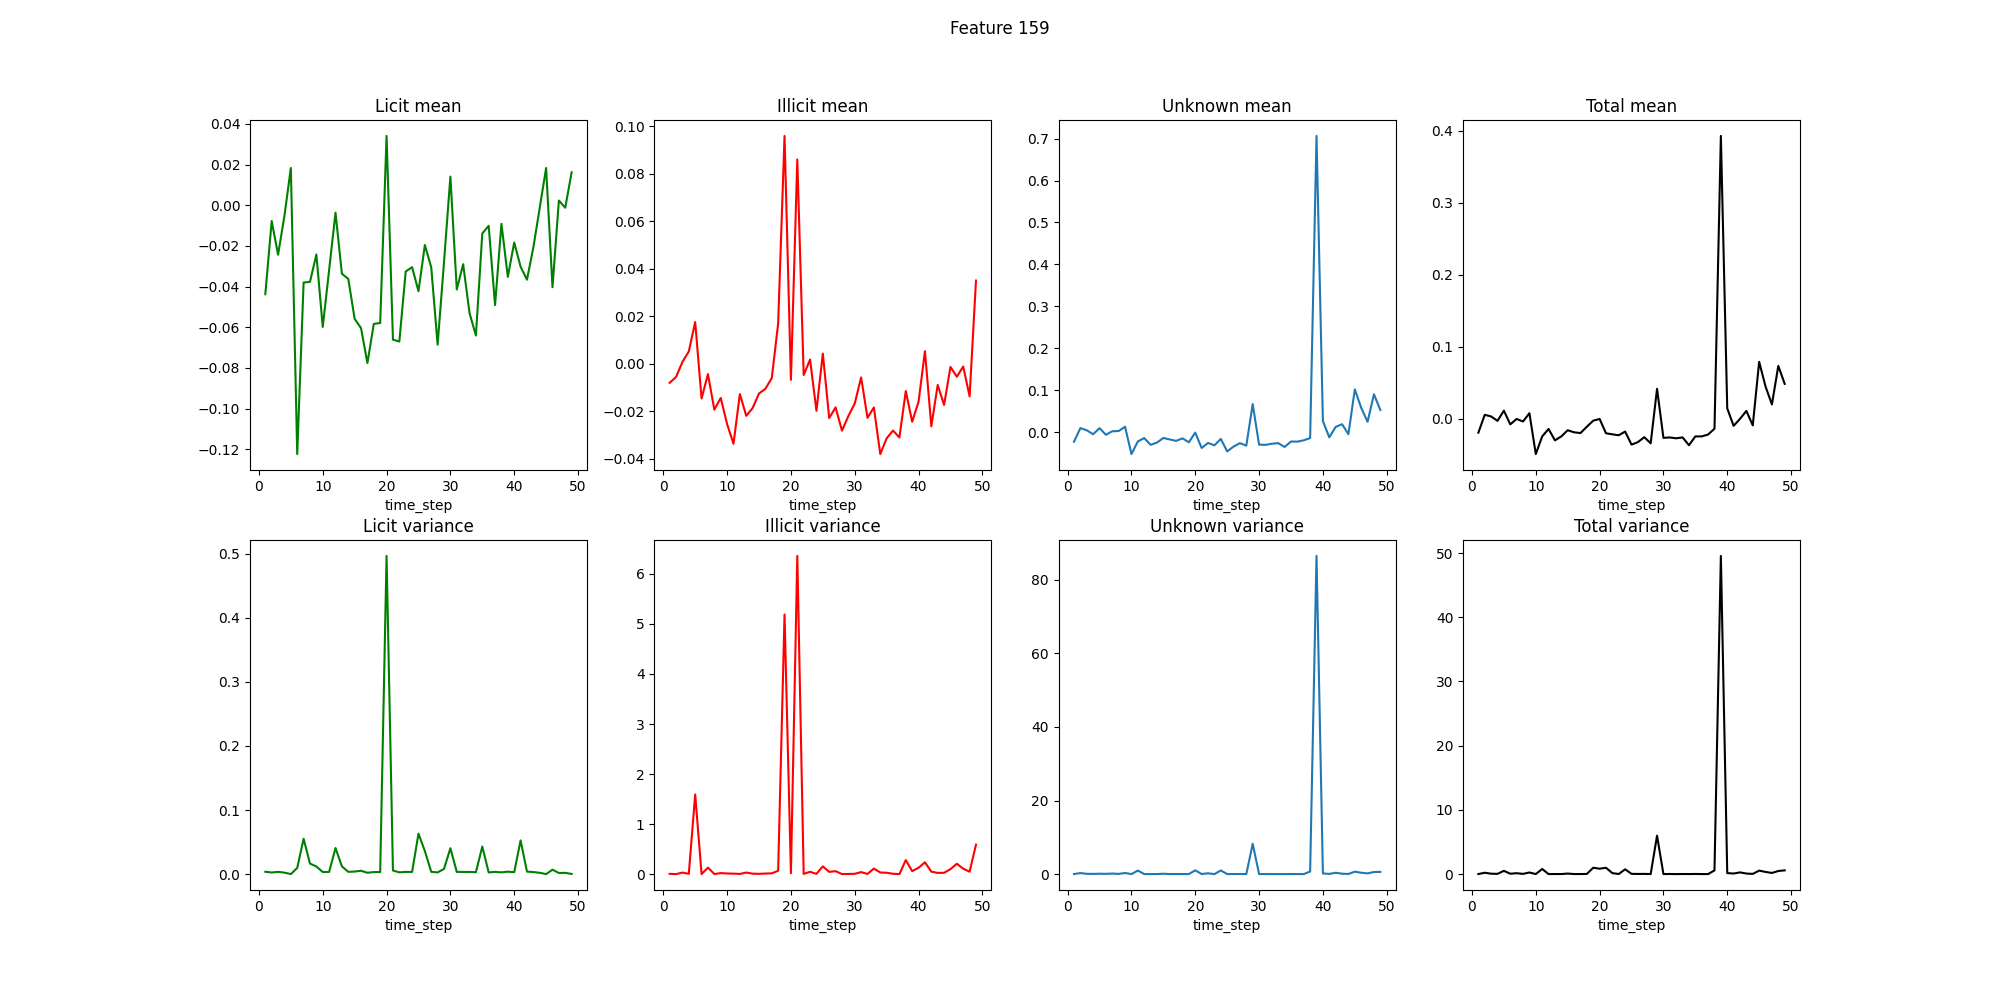 Feature 159
Licit mean
Illicit mean
Unknown mean
Total mean
0.04
0.02
0.00
−0.02
−0.04
−0.06
−0.08
−0.10
−0.12
0.10
0.08
0.06
0.04
0.02
0.00
−0.02
−0.04
0.7
0.6
0.5
0.4
0.3
0.2
0.1
0.0
0.4
0.3
0.2
0.1
0.0
0 10 20 30 40 50
0 10 20 30 40 50
0 10 20 30 40 50
0 10 20 30 40 50
time_step
time_step
time_step
time_step
Licit variance
Illicit variance
Unknown variance
Total variance
0.5
0.4
0.3
0.2
0.1
0.0
6
5
4
3
2
1
0
80
60
40
20
0
50
40
30
20
10
0
0 10 20 30 40 50
0 10 20 30 40 50
0 10 20 30 40 50
0 10 20 30 40 50
time_step
time_step
time_step
time_step